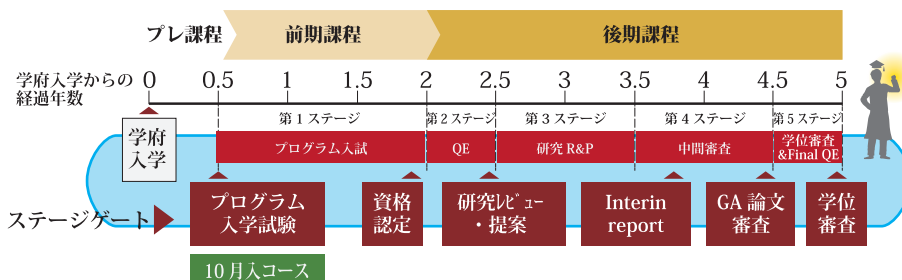 プレ課程
前期課程
後期課程
学府入学からの
経過年数
0 0.5 1 1.5 2 2.5 3 3.5 4 4.5 5
第1ステージ
第2ステージ
第3ステージ
第4ステージ
第5ステージ
学府
入学
プログラム入試
QE
研究 R&P
中間審査
学位審査
&Final QE
ステージゲート
プログラム
入学試験
資格
認定
研究ﾚﾋﾞｭー
・提案
Interin
report
GA 論文
審査
学位
審査
10月入コース